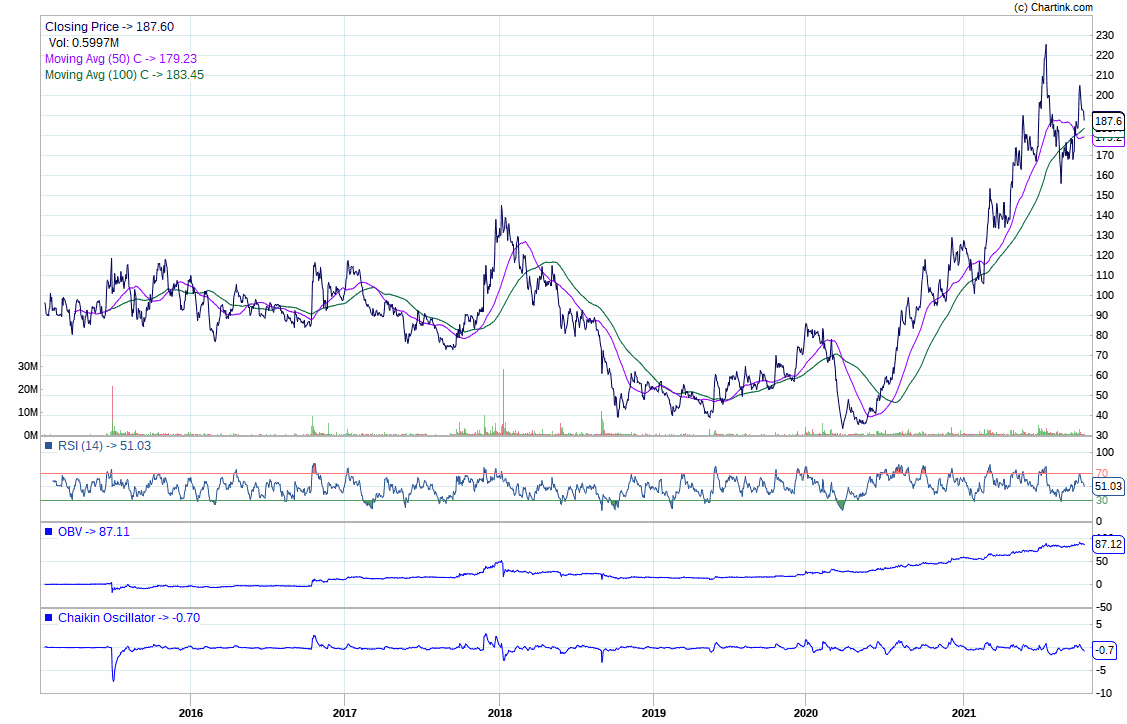 (c) Chartink.com
Closing Price -> 187.60
Vol: 0.5997M
Moving Avg (50) C -> 179.23
Moving Avg (100) C -> 183.45
230
220
210
200
187.6
179.2
170
160
150
140
130
120
110
100
90
80
70
60
50
40
30
30M
20M
10M
0M
RSI (14) -> 51.03
100
70
51.03
30
0
OBV -> 87.11
87.12
50
0
-50
Chaikin Oscillator -> -0.70
5
-0.7
-5
-10
2016 2017 2018 2019 2020 2021